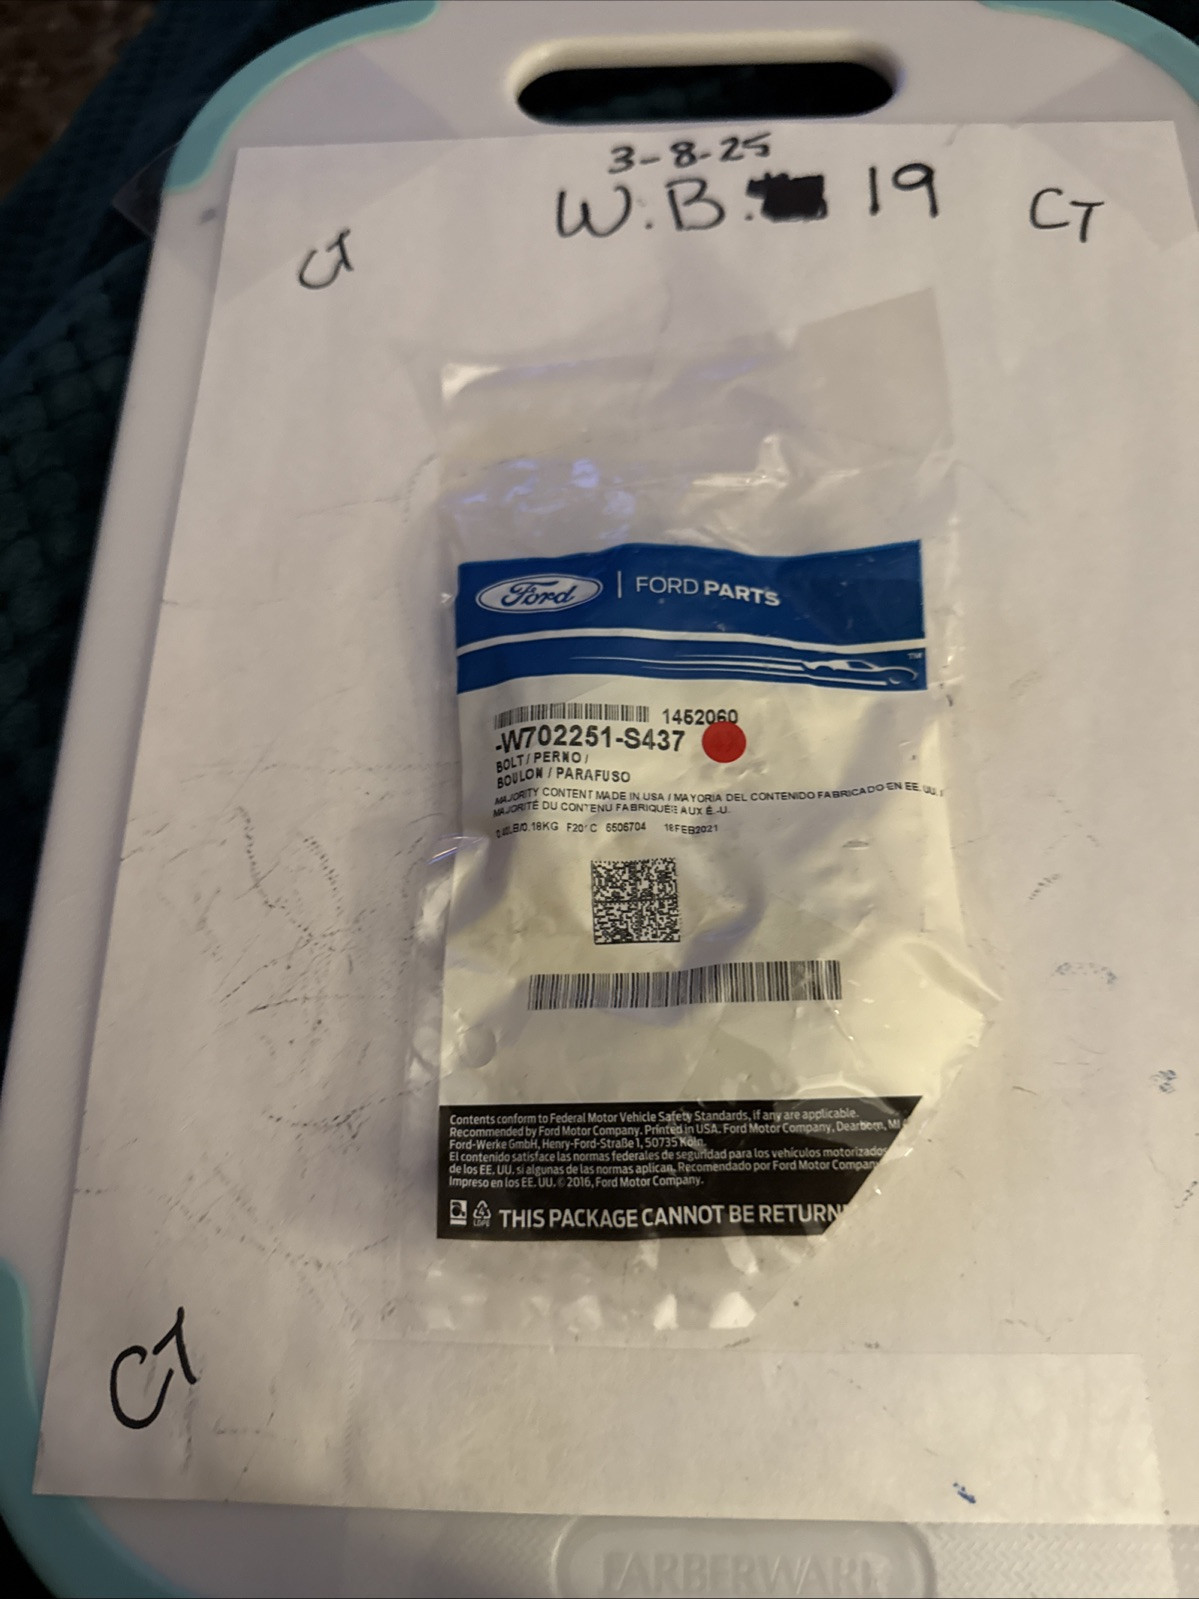 3-8-25
W.B. 19
CT
CT
Ford | FORD PARTS
TM
1452060
-W702251-S437
BOLT / PERNO /
BOULON / PARAFUSO
MAJORITY CONTENT MADE IN USA / MAYORIA DEL CONTENIDO FABRICADO EN EE. UU. /
MAJORITÉ DU CONTENU FABRIQUÉE AUX É.-U.
F20 C 6506704 18FEB2021
Contents conform to Federal Motor Vehicle Safety Standards, if any are applicable.
Recommended by Ford Motor Company. Printed in USA. Ford Motor Company, Dearborn, MI
Ford-Werke GmbH, Henry-Ford-Straße 1, 50735 Köln.
El contenido satisface las normas federales de seguridad para los vehículos motorizados
de los EE. UU. si algunas de las normas aplican. Recomendado por Ford Motor Company
Impreso en los EE. UU. © 2016, Ford Motor Company.
THIS PACKAGE CANNOT BE RETURN
CT
FARBERWARE